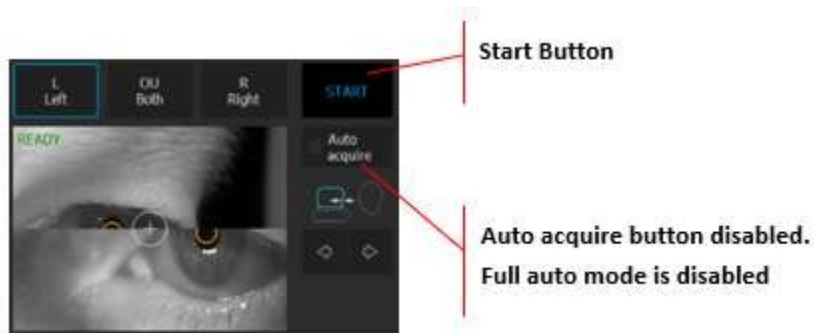 Start Button
L
Left
OU
Both
R
Right
START
READY
Auto
acquire
Auto acquire button disabled.
Full auto mode is disabled